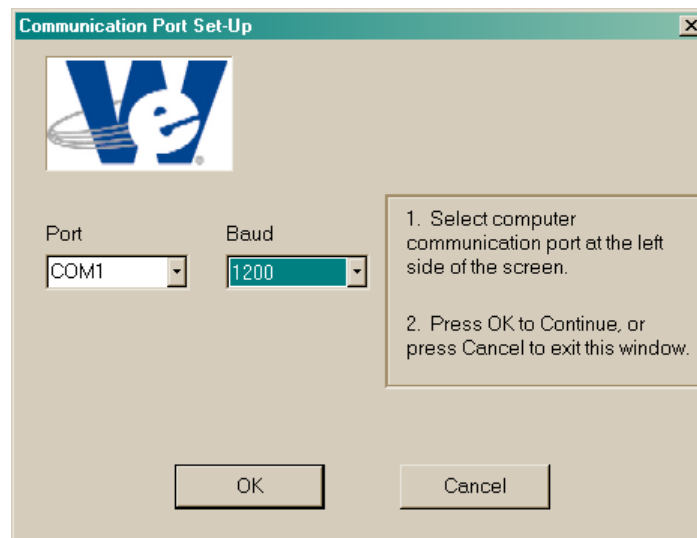 Communication Port Set-Up
We
Port
Baud
COM1
1200
1. Select computer
communication port at the left
side of the screen.
2. Press OK to Continue, or
press Cancel to exit this window.
OK
Cancel